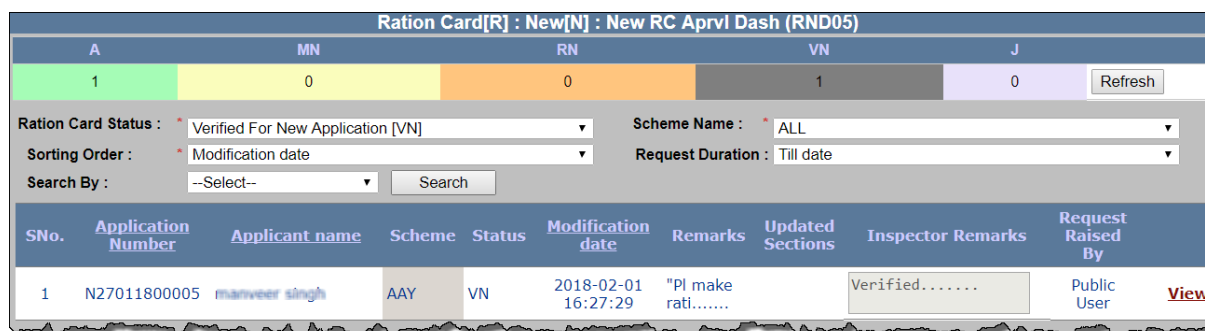 Ration Card[R] : New[N] : New RC Aprvl Dash (RND05)
A MN RN VN J
1 0 0 1 0 Refresh
Ration Card Status : * Verified For New Application [VN] Scheme Name : * ALL
Sorting Order : * Modification date Request Duration : Till date
Search By : --Select-- Search
SNo. Application Number Applicant name Scheme Status Modification date Remarks Updated Sections Inspector Remarks Request Raised By
1 N27011800005 manveer singh AAY VN 2018-02-01 16:27:29 "Pl make rati....... Verified....... Public User View